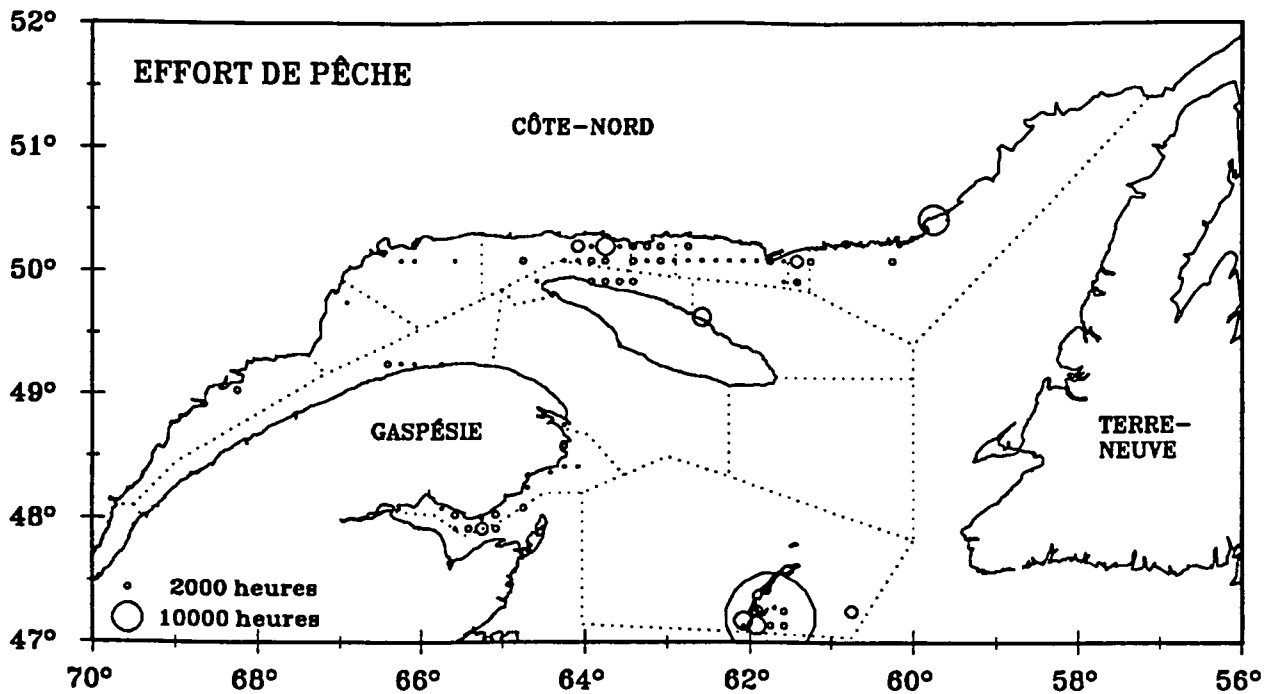 52°
EFFORT DE PÊCHE
CÔTE-NORD
51°
50°
49°
GASPÉSIE
TERRE-
NEUVE
48°
2000 heures
10000 heures
47°
70° 68° 66° 64° 62° 60° 58° 56°